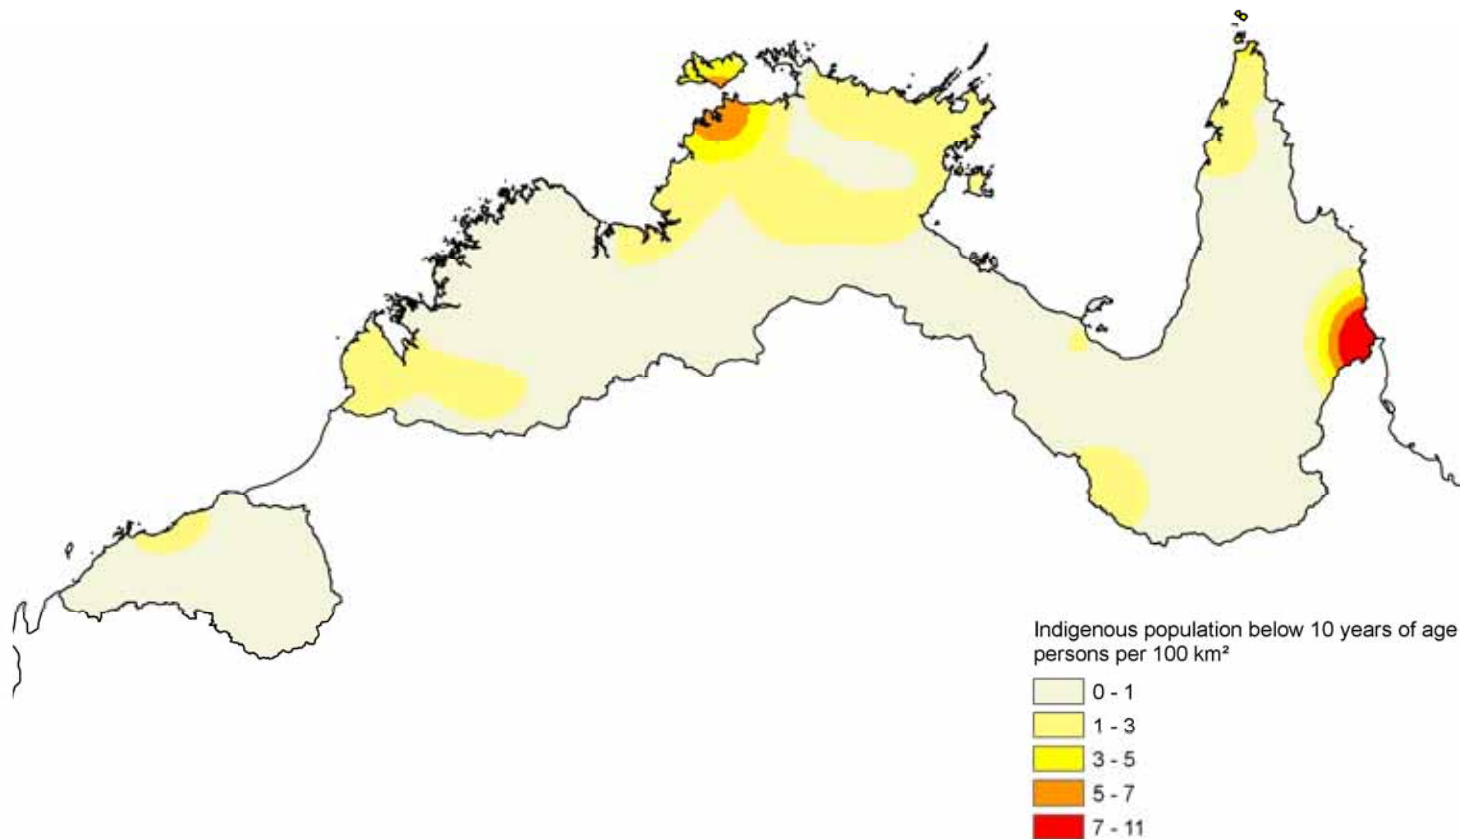 Indigenous population below 10 years of age
persons per 100 km²
0 - 1
1 - 3
3 - 5
5 - 7
7 - 11